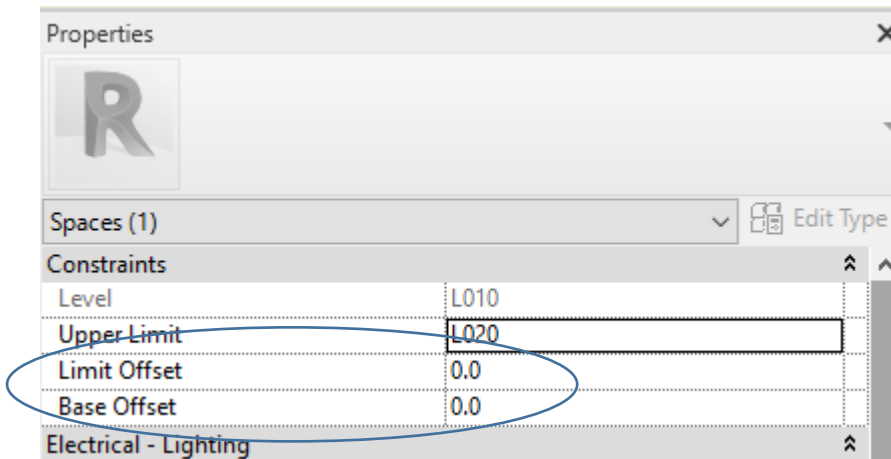 Properties
R
Spaces (1) Edit Type
Constraints
Level L010
Upper Limit L020
Limit Offset 0.0
Base Offset 0.0
Electrical - Lighting